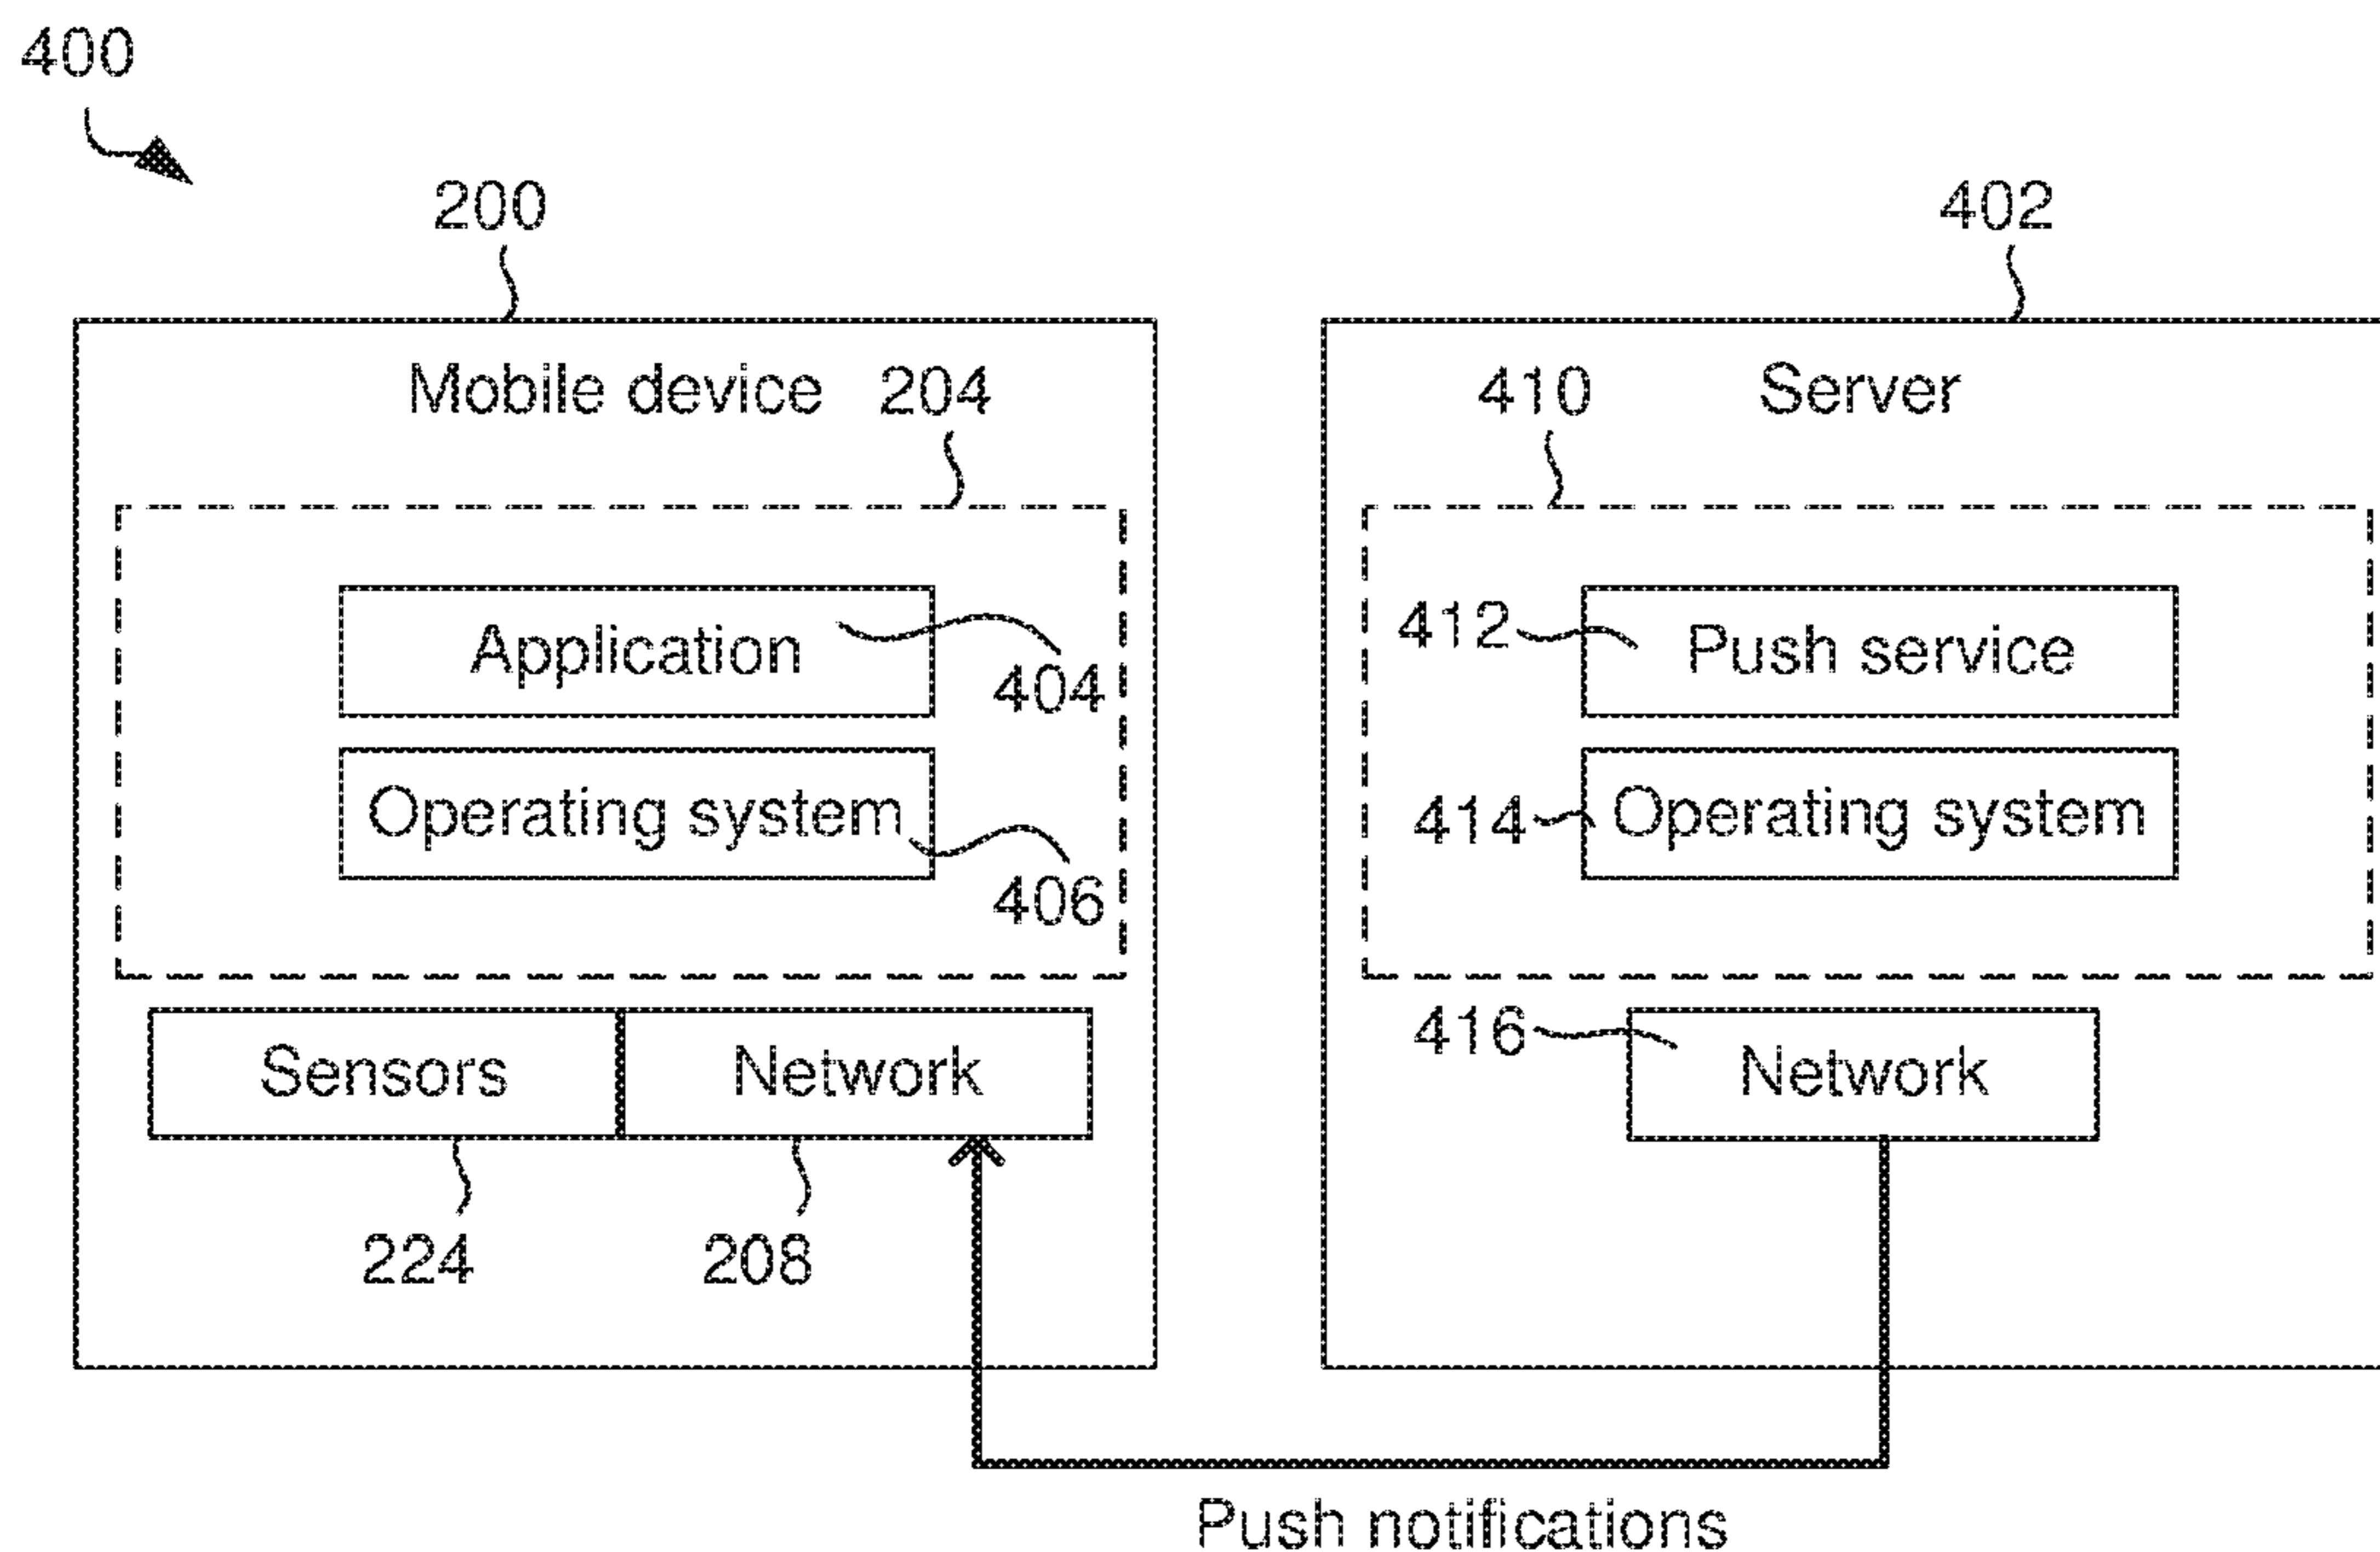 400
200
402
Mobile device 204
410 Server
Application
404
412 Push service
Operating system
406
414 Operating system
Sensors Network
416 Network
224 208
Push notifications